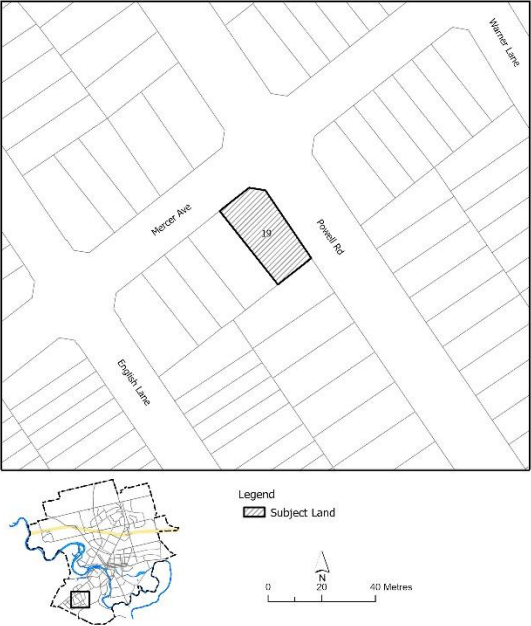 Warner Lane
Mercer Ave
19
Powell Rd
English Lane
Legend
Subject Land
N
0 20 40 Metres